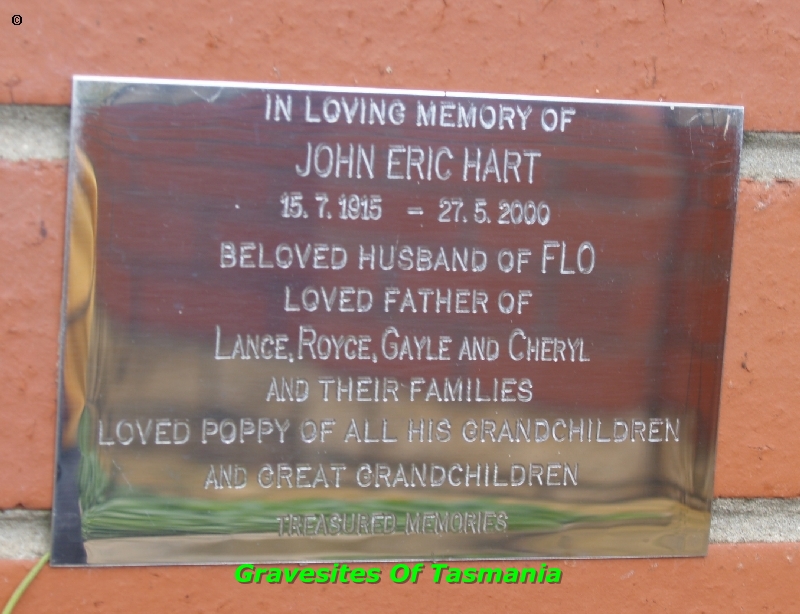 ©
IN LOVING MEMORY OF
JOHN ERIC HART
15.7.1915 - 27.5.2000
BELOVED HUSBAND OF FLO
LOVED FATHER OF
LANCE, ROYCE, GAYLE AND CHERYL
AND THEIR FAMILIES
LOVED POPPY OF ALL HIS GRANDCHILDREN
AND GREAT GRANDCHILDREN
TREASURED MEMORIES
Gravesites Of Tasmania